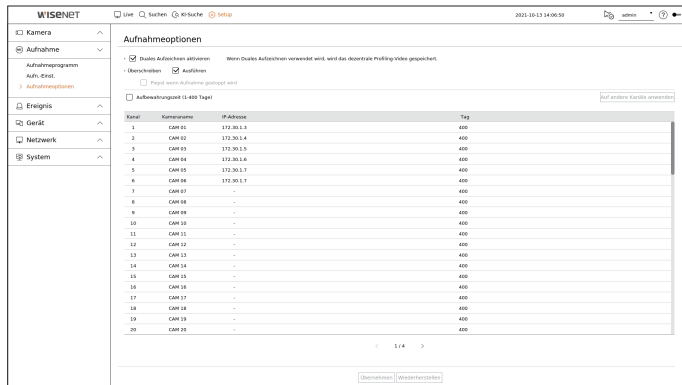 WISENET Live Suchen KI-Suche Setup 2021-10-13 14:06:50 admin
Kamera
Aufnahme
Aufnahmeprogramm
Aufn.-Einst.
Aufnahmeoptionen
Ereignis
Gerät
Netzwerk
System
Aufnahmeoptionen
Duales Aufzeichnen aktivieren Wenn Duales Aufzeichnen verwendet wird, wird das dezentrale Profiling-Video gespeichert.
Überschreiben Ausführen
wenn Aufnahme gestoppt wird
Aufbewahrungszeit (1-400 Tage) Auf andere Kanäle anwenden
Kanal Kameraname IP-Adresse Tag
1 CAM 01 172.30.1.3 400
2 CAM 02 172.30.1.4 400
3 CAM 03 172.30.1.5 400
4 CAM 04 172.30.1.6 400
5 CAM 05 172.30.1.7 400
6 CAM 06 172.30.1.7 400
7 CAM 07 - 400
8 CAM 08 - 400
9 CAM 09 - 400
10 CAM 10 - 400
11 CAM 11 - 400
12 CAM 12 - 400
13 CAM 13 - 400
14 CAM 14 - 400
15 CAM 15 - 400
16 CAM 16 - 400
17 CAM 17 - 400
18 CAM 18 - 400
19 CAM 19 - 400
20 CAM 20 - 400
< 1 / 4 >
Übernehmen Wiederherstellen